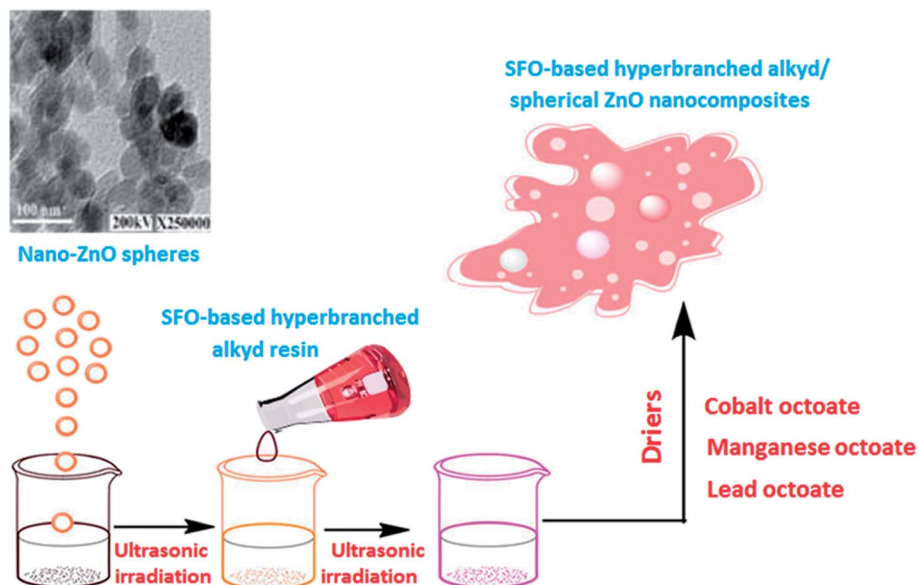 100 nm
200kV X250000
Nano-ZnO spheres
SFO-based hyperbranched
alkyd resin
SFO-based hyperbranched alkyd/
spherical ZnO nanocomposites
Ultrasonic
irradiation
Ultrasonic
irradiation
Driers
Cobalt octoate
Manganese octoate
Lead octoate